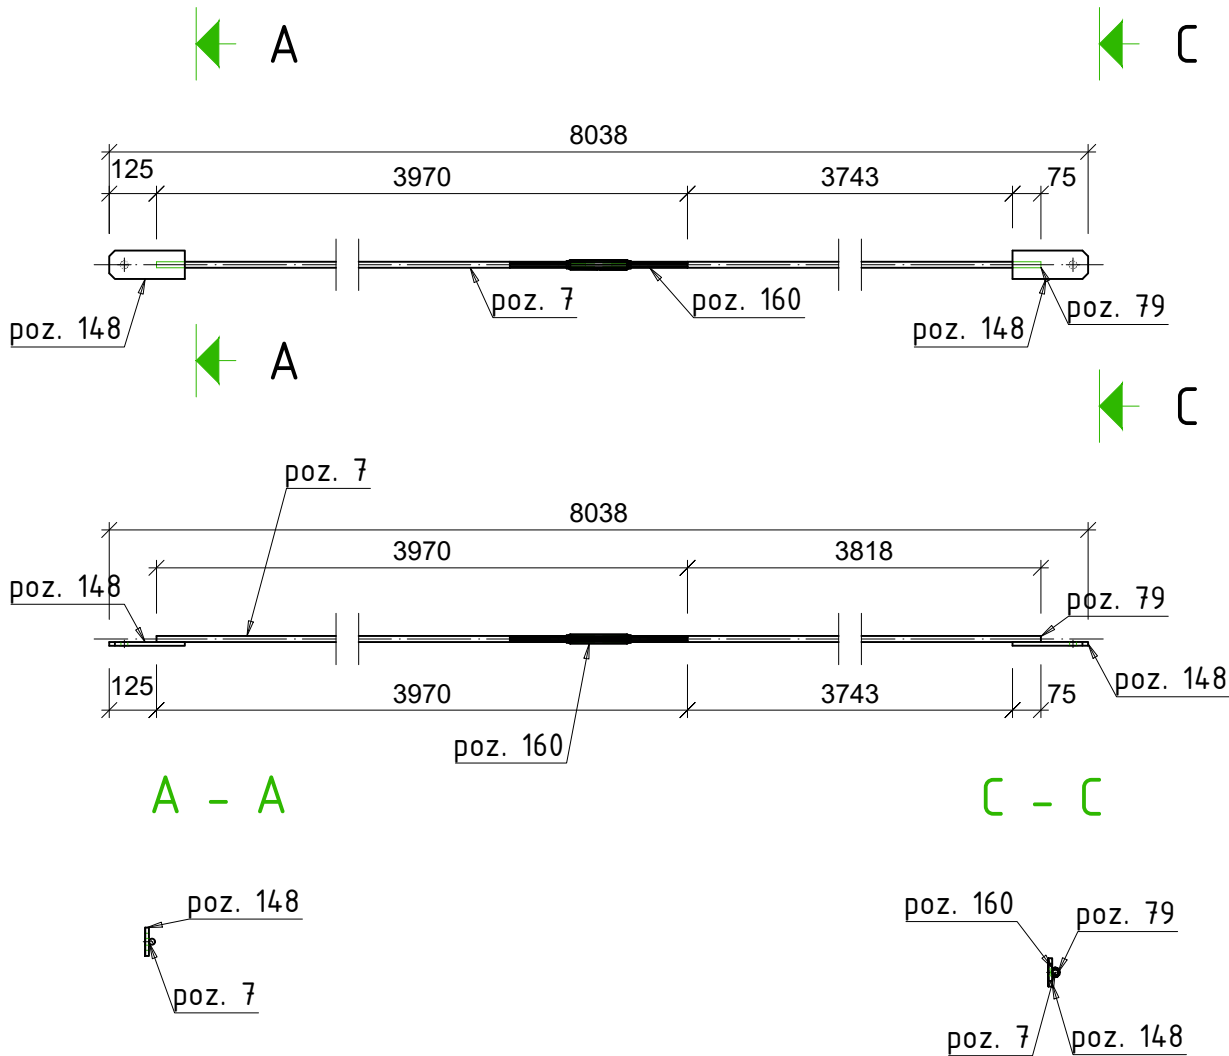 A C
8038
125 3970 3743 75
poz. 7 poz. 160 poz. 79
poz. 148 poz. 148
A C
poz. 7
8038
3970 3818
poz. 148 poz. 79
125 3970 3743 75
poz. 148
poz. 160
A - A C - C
poz. 148 poz. 160 poz. 79
poz. 7
poz. 7 poz. 148